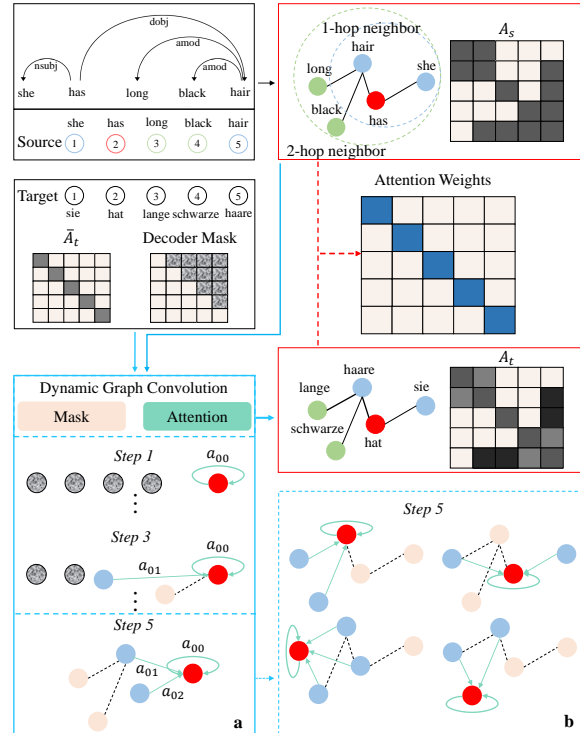 dobj
amod
nsubj
amod
she has long black hair
she has long black hair
Source 1 2 3 4 5
1-hop neighbor
hair
long
she
black
has
2-hop neighbor
A_s
Target 1 2 3 4 5
sie hat lange schwarze haare
Ā_t Decoder Mask
Attention Weights
Dynamic Graph Convolution
Mask Attention
A_t
haare
lange
sie
schwarze
hat
Step 1
a_00
Step 3
a_00
a_01
Step 5
a_00
a_01
a_02
a
Step 5
b